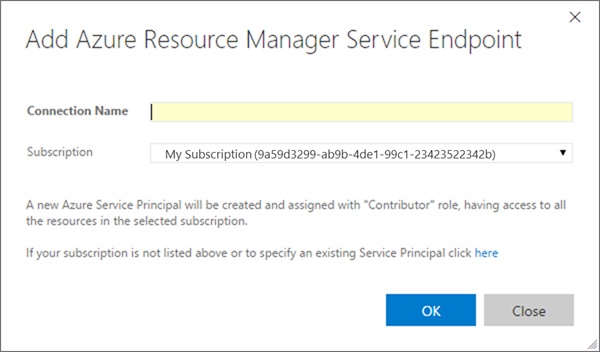 Add Azure Resource Manager Service Endpoint
Connection Name
Subscription
My Subscription (9a59d3299-ab9b-4de1-99c1-23423522342b)
A new Azure Service Principal will be created and assigned with "Contributor" role, having access to all
the resources in the selected subscription.
If your subscription is not listed above or to specify an existing Service Principal click here
OK
Close